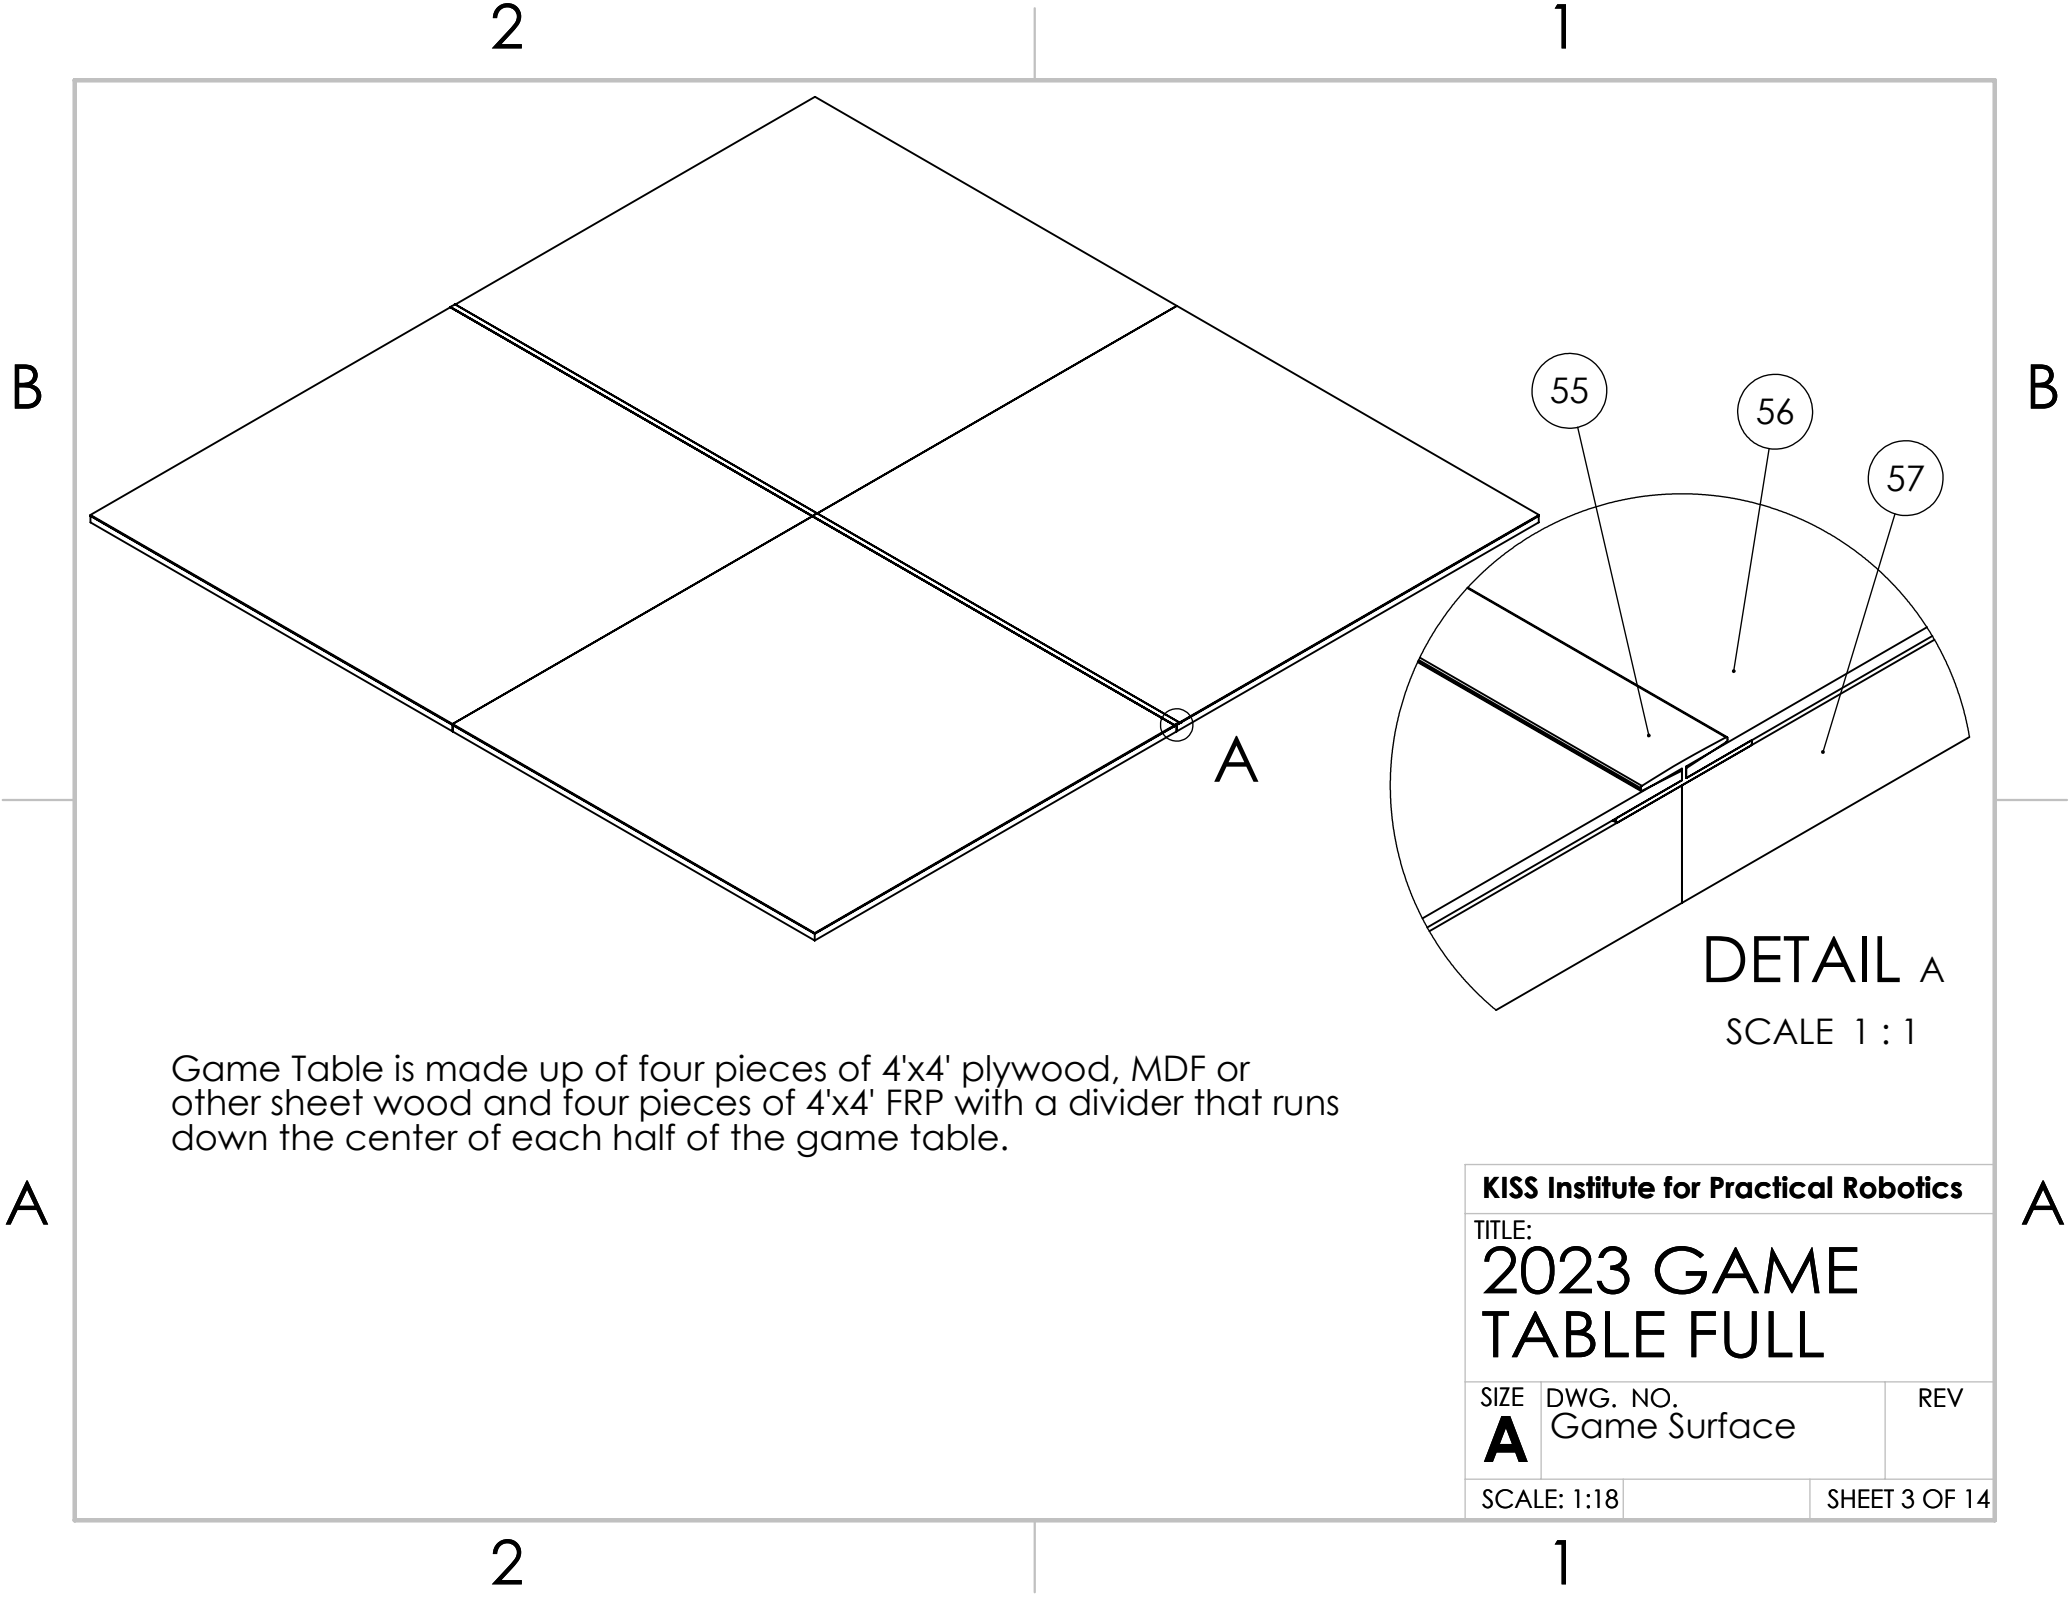 2
1
B
B
55
56
57
A
DETAIL A
SCALE 1 : 1
Game Table is made up of four pieces of 4'x4' plywood, MDF or
other sheet wood and four pieces of 4'x4' FRP with a divider that runs
down the center of each half of the game table.
A
A
KISS Institute for Practical Robotics
TITLE:
2023 GAME
TABLE FULL
SIZE
A
DWG. NO.
Game Surface
REV
SCALE: 1:18
SHEET 3 OF 14
2
1